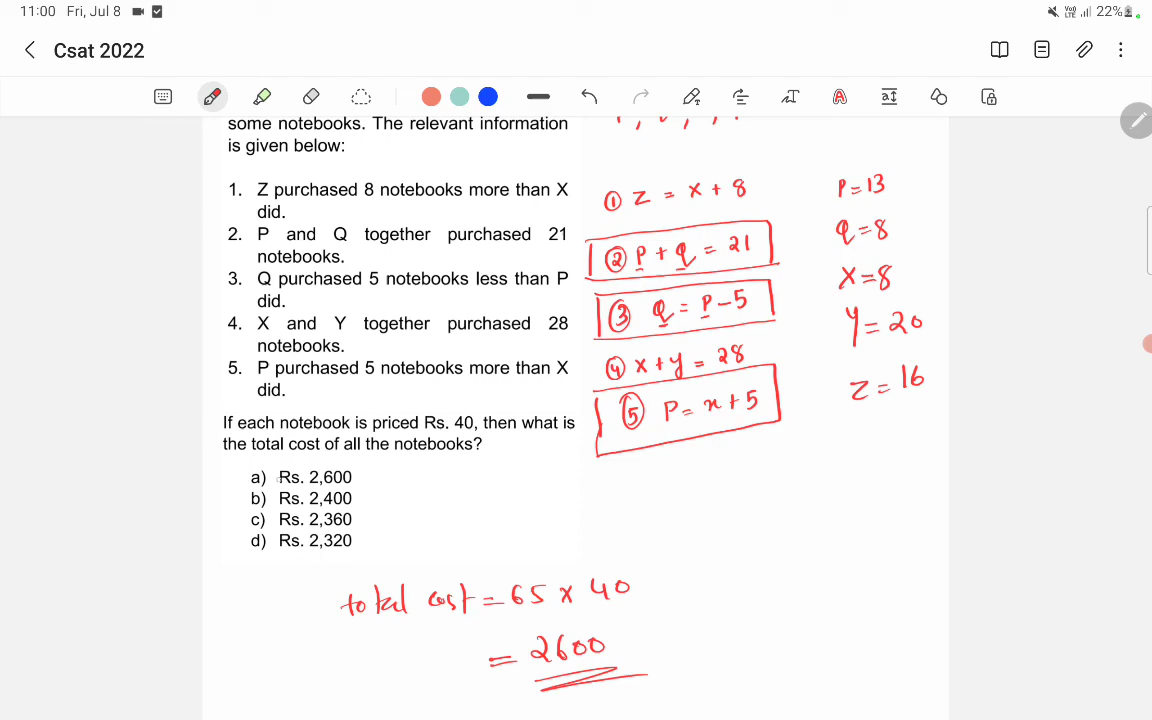 11:00 Fri, Jul 8
22%
Csat 2022
some notebooks. The relevant information
is given below:
1. Z purchased 8 notebooks more than X
did.
2. P and Q together purchased 21
notebooks.
3. Q purchased 5 notebooks less than P
did.
4. X and Y together purchased 28
notebooks.
5. P purchased 5 notebooks more than X
did.
If each notebook is priced Rs. 40, then what is
the total cost of all the notebooks?
a) Rs. 2,600
b) Rs. 2,400
c) Rs. 2,360
d) Rs. 2,320
① z = x + 8
② P + Q = 21
③ Q = P - 5
④ x + y = 28
⑤ P = x + 5
P = 13
Q = 8
X = 8
Y = 20
Z = 16
total cost = 65 x 40
= 2600